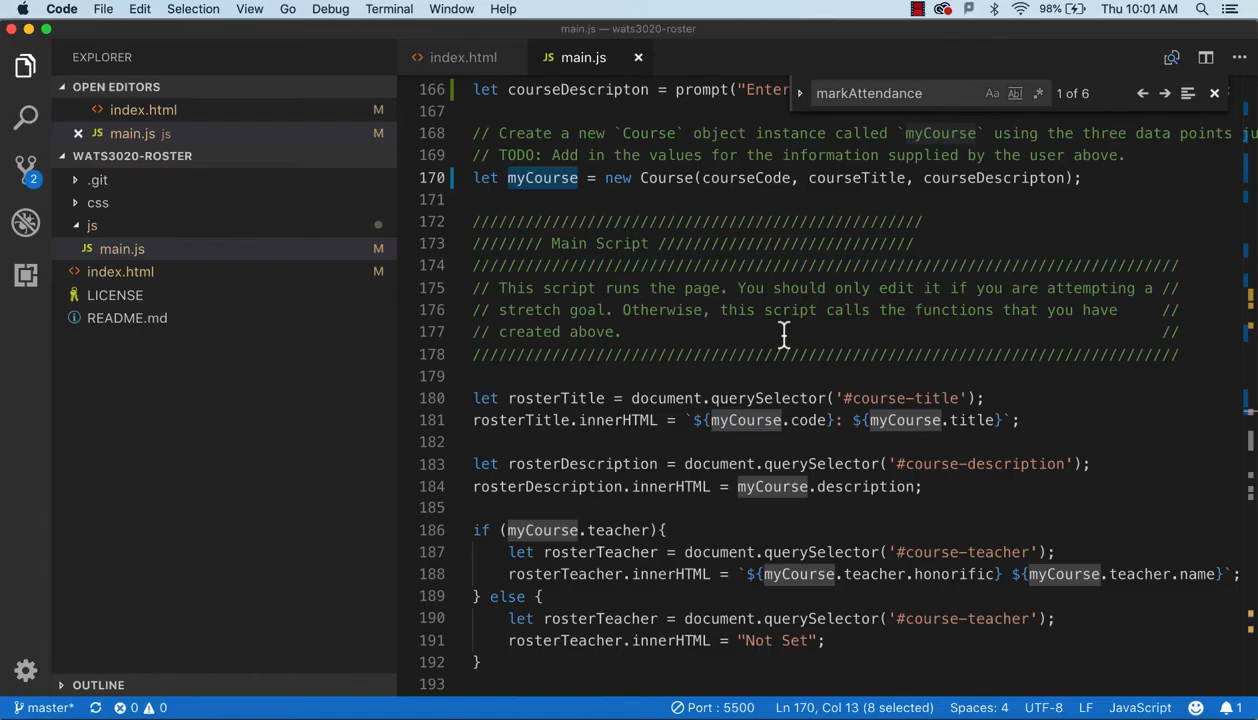 Code File Edit Selection View Go Debug Terminal Window Help 98% Thu 10:01 AM
main.js — wats3020-roster
EXPLORER
index.html
JS main.js
OPEN EDITORS
index.html M
main.js js M
WATS3020-ROSTER
.git
css
js
JS main.js M
index.html M
LICENSE
README.md
2
OUTLINE
markAttendance Aa Abl .* 1 of 6
166 let courseDescripton = prompt("Enter
167
168 // Create a new `Course` object instance called `myCourse` using the three data points ju
169 // TODO: Add in the values for the information supplied by the user above.
170 let myCourse = new Course(courseCode, courseTitle, courseDescripton);
171
172 ///////////////////////////////////////////////////
173 //////// Main Script /////////////////////////////
174 ////////////////////////////////////////////////////////////////////////////////
175 // This script runs the page. You should only edit it if you are attempting a //
176 // stretch goal. Otherwise, this script calls the functions that you have //
177 // created above. //
178 ////////////////////////////////////////////////////////////////////////////////
179
180 let rosterTitle = document.querySelector('#course-title');
181 rosterTitle.innerHTML = `${myCourse.code}: ${myCourse.title}`;
182
183 let rosterDescription = document.querySelector('#course-description');
184 rosterDescription.innerHTML = myCourse.description;
185
186 if (myCourse.teacher){
187 let rosterTeacher = document.querySelector('#course-teacher');
188 rosterTeacher.innerHTML = `${myCourse.teacher.honorific} ${myCourse.teacher.name}`;
189 } else {
190 let rosterTeacher = document.querySelector('#course-teacher');
191 rosterTeacher.innerHTML = "Not Set";
192 }
193
master* 0 0 Port : 5500 Ln 170, Col 13 (8 selected) Spaces: 4 UTF-8 LF JavaScript 1